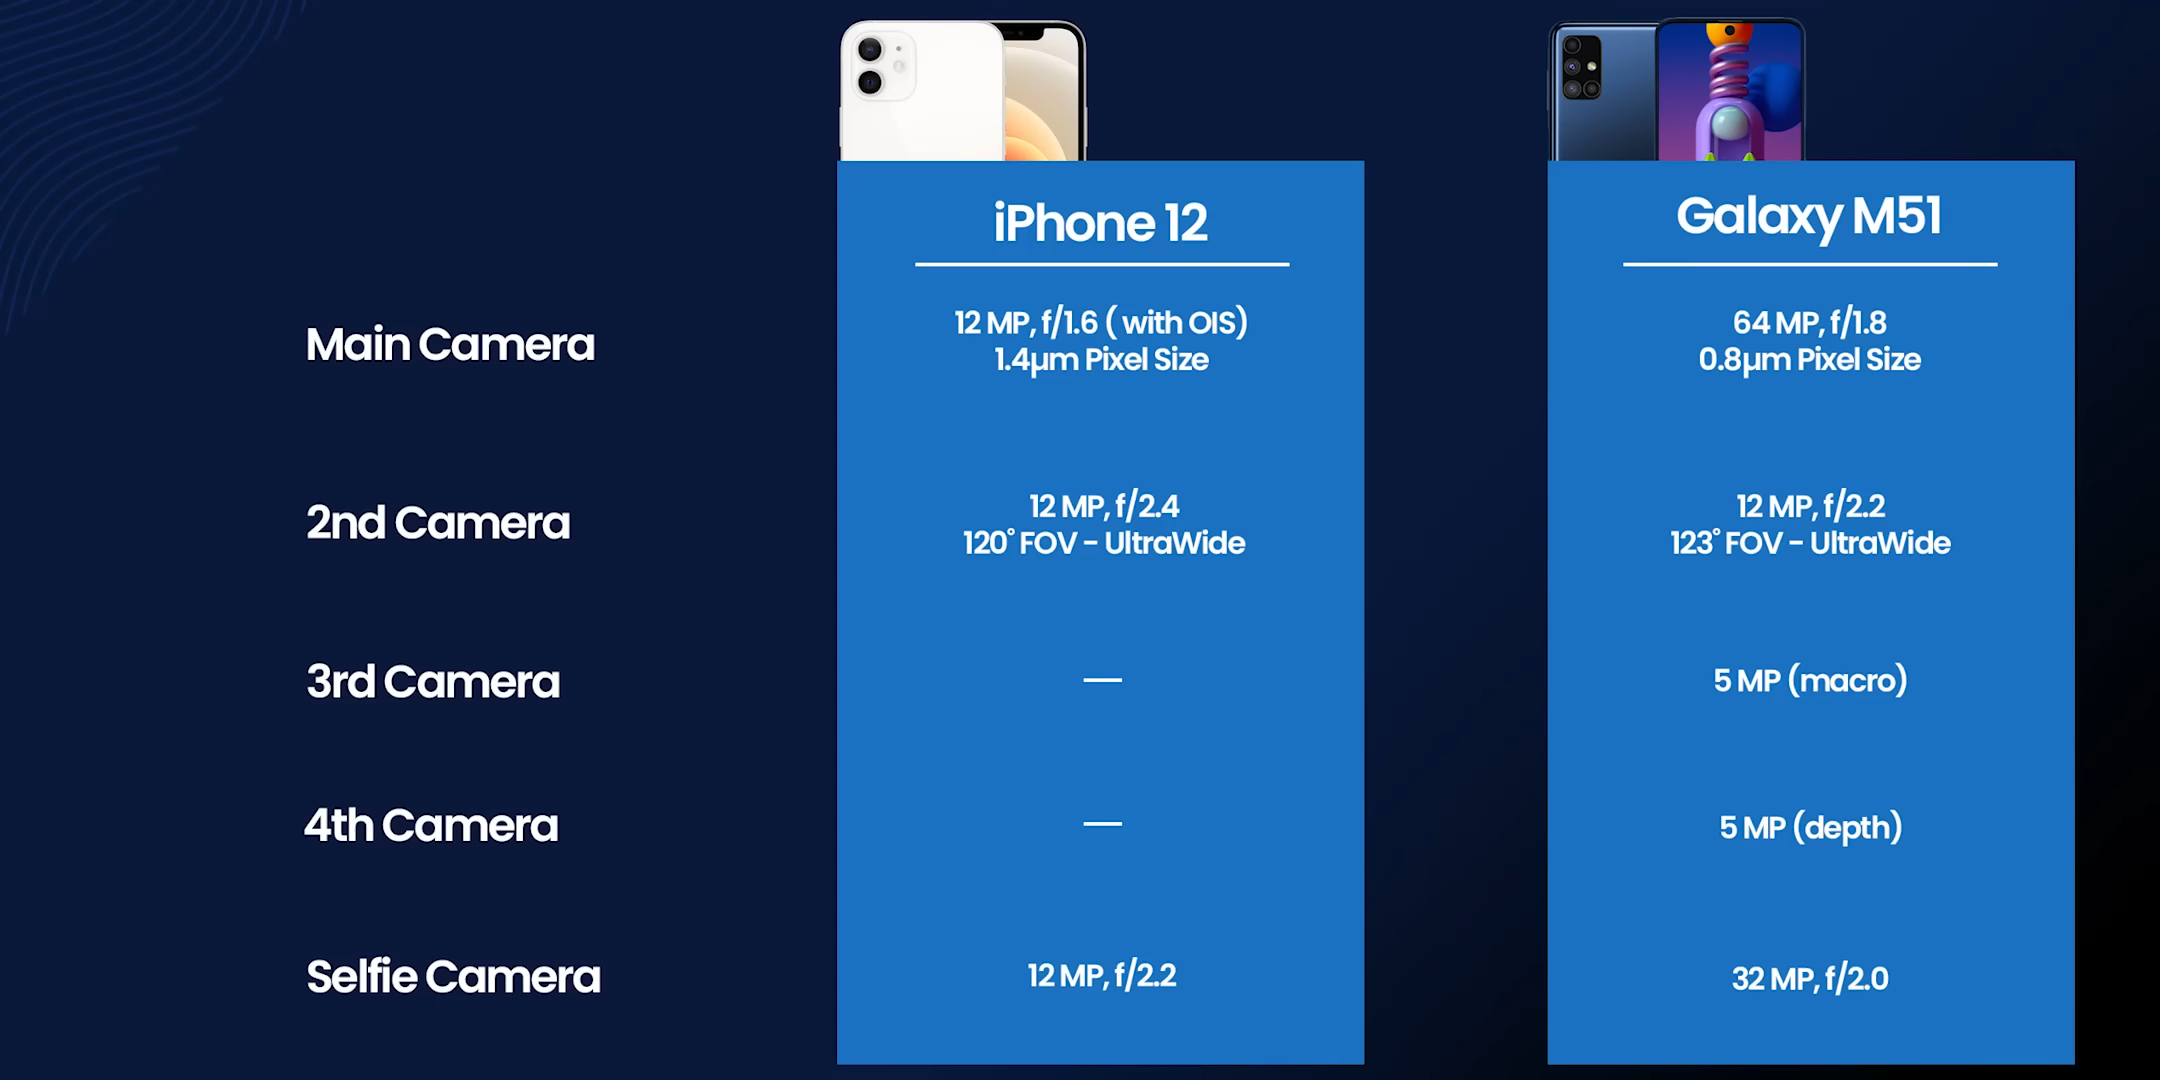 iPhone 12
Galaxy M51
Main Camera
12 MP, f/1.6 ( with OIS)
1.4µm Pixel Size
64 MP, f/1.8
0.8µm Pixel Size
2nd Camera
12 MP, f/2.4
120° FOV - UltraWide
12 MP, f/2.2
123° FOV - UltraWide
3rd Camera
—
5 MP (macro)
4th Camera
—
5 MP (depth)
Selfie Camera
12 MP, f/2.2
32 MP, f/2.0